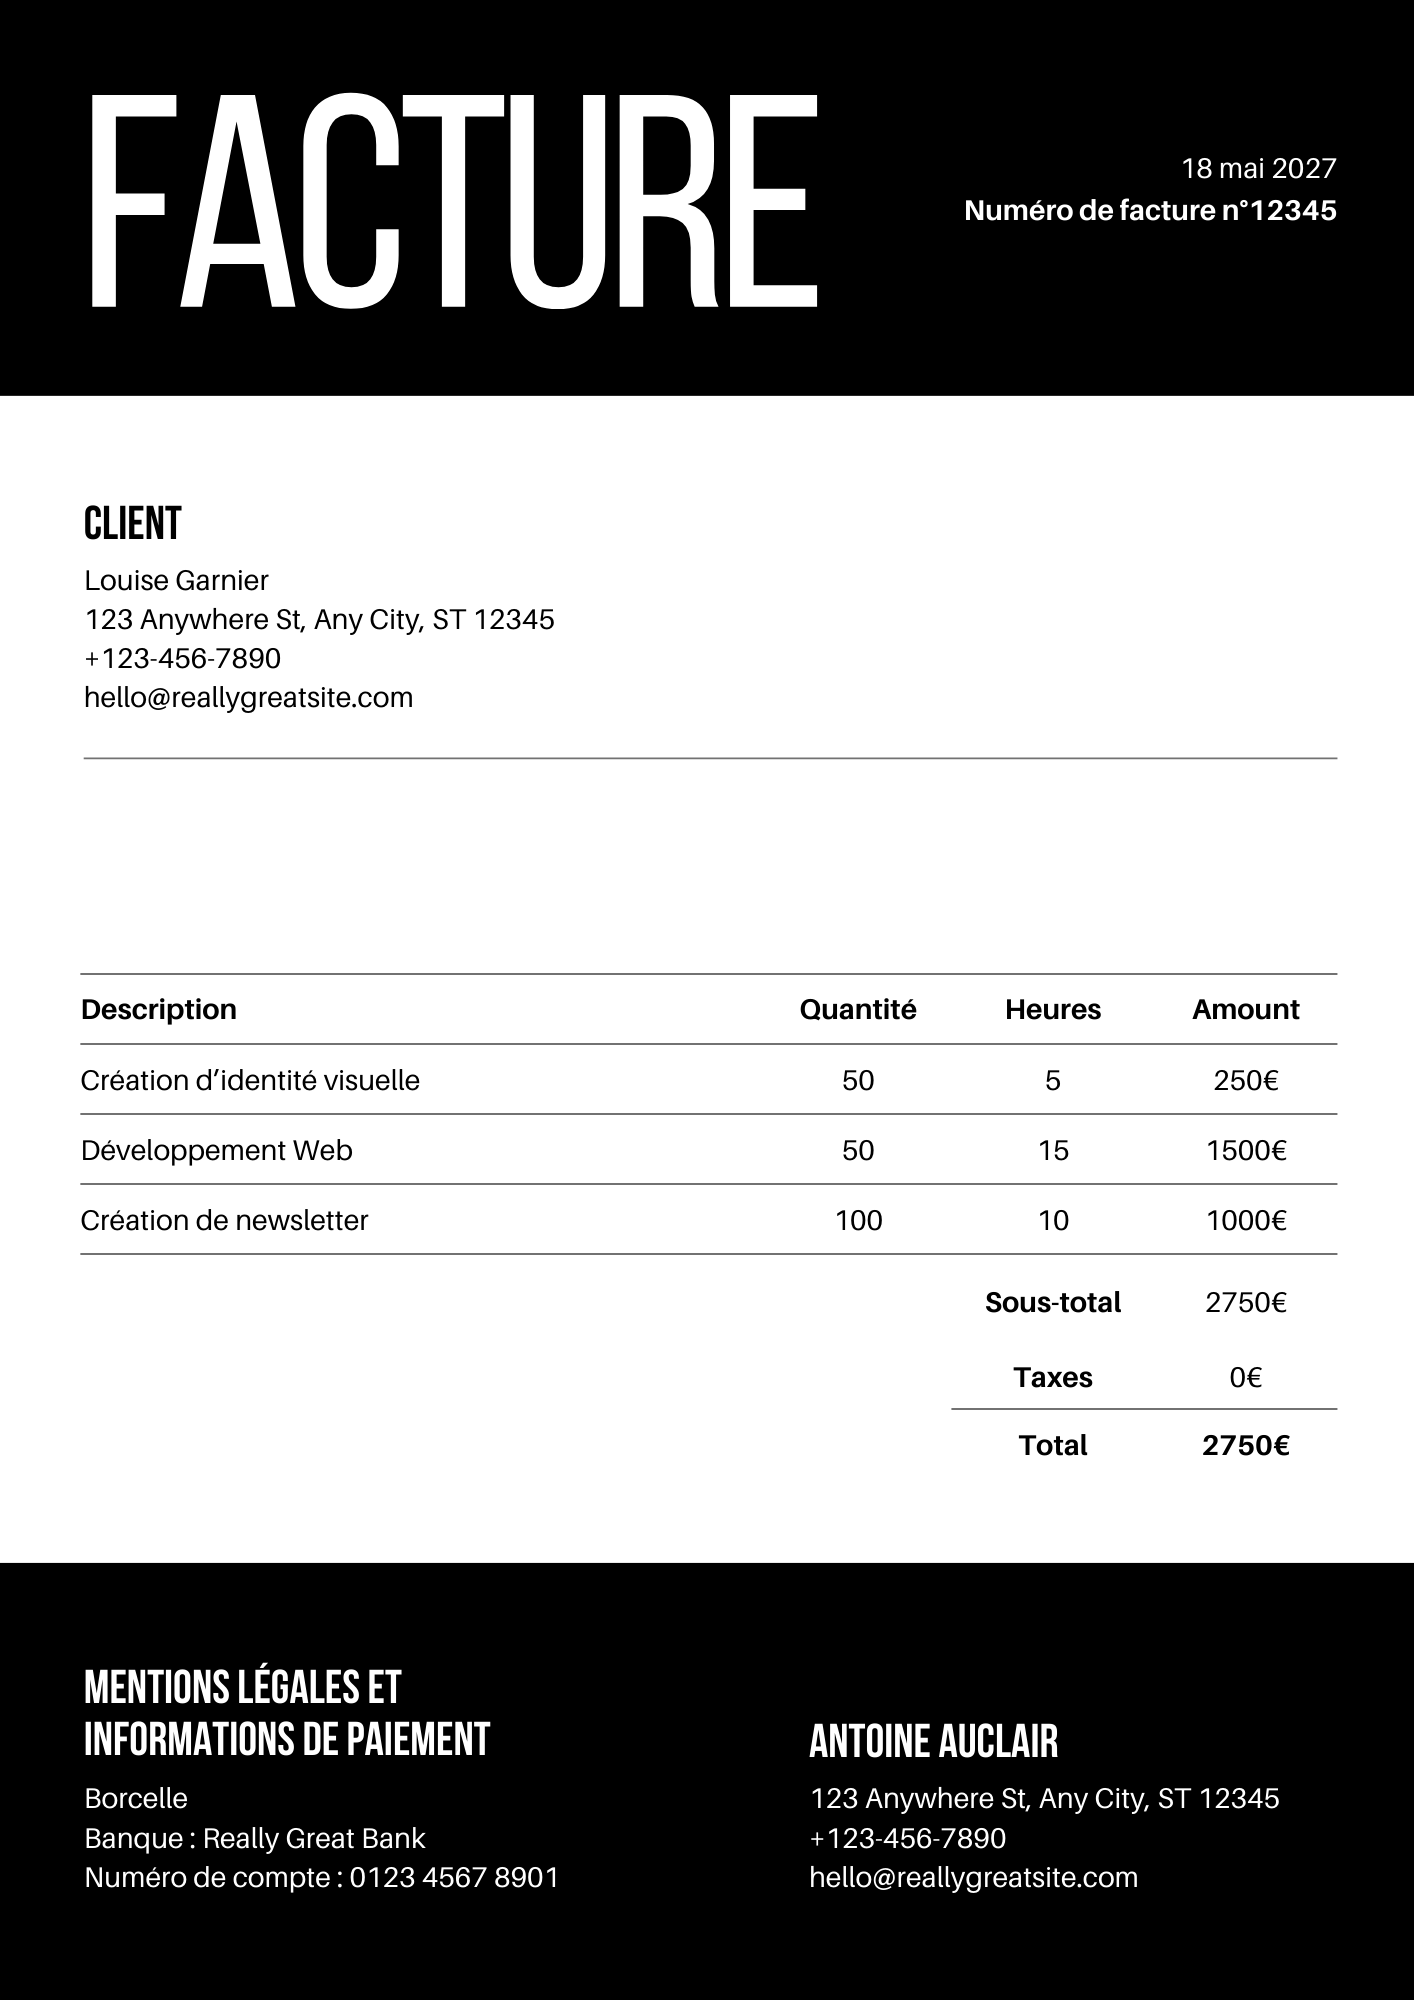 FACTURE
18 mai 2027
Numéro de facture n°12345
CLIENT
Louise Garnier
123 Anywhere St, Any City, ST 12345
+123-456-7890
hello@reallygreatsite.com
Description Quantité Heures Amount
Création d’identité visuelle 50 5 250€
Développement Web 50 15 1500€
Création de newsletter 100 10 1000€
Sous-total 2750€
Taxes 0€
Total 2750€
MENTIONS LÉGALES ET
INFORMATIONS DE PAIEMENT
Borcelle
Banque : Really Great Bank
Numéro de compte : 0123 4567 8901
ANTOINE AUCLAIR
123 Anywhere St, Any City, ST 12345
+123-456-7890
hello@reallygreatsite.com